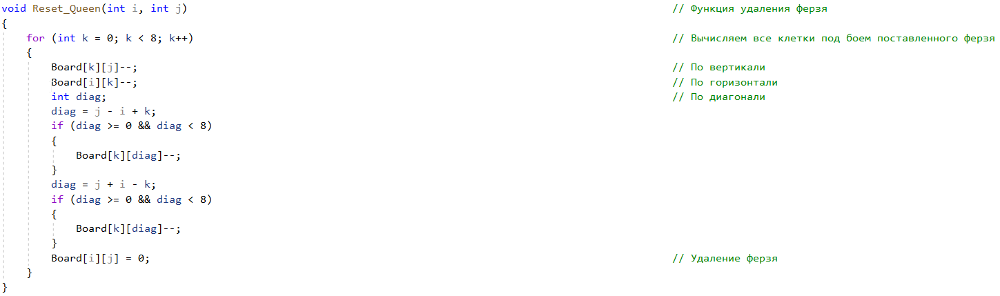 void Reset_Queen(int i, int j) // Функция удаления ферзя
{
    for (int k = 0; k < 8; k++) // Вычисляем все клетки под боем поставленного ферзя
    {
        Board[k][j]--; // По вертикали
        Board[i][k]--; // По горизонтали
        int diag; // По диагонали
        diag = j - i + k;
        if (diag >= 0 && diag < 8)
        {
            Board[k][diag]--;
        }
        diag = j + i - k;
        if (diag >= 0 && diag < 8)
        {
            Board[k][diag]--;
        }
        Board[i][j] = 0; // Удаление ферзя
    }
}